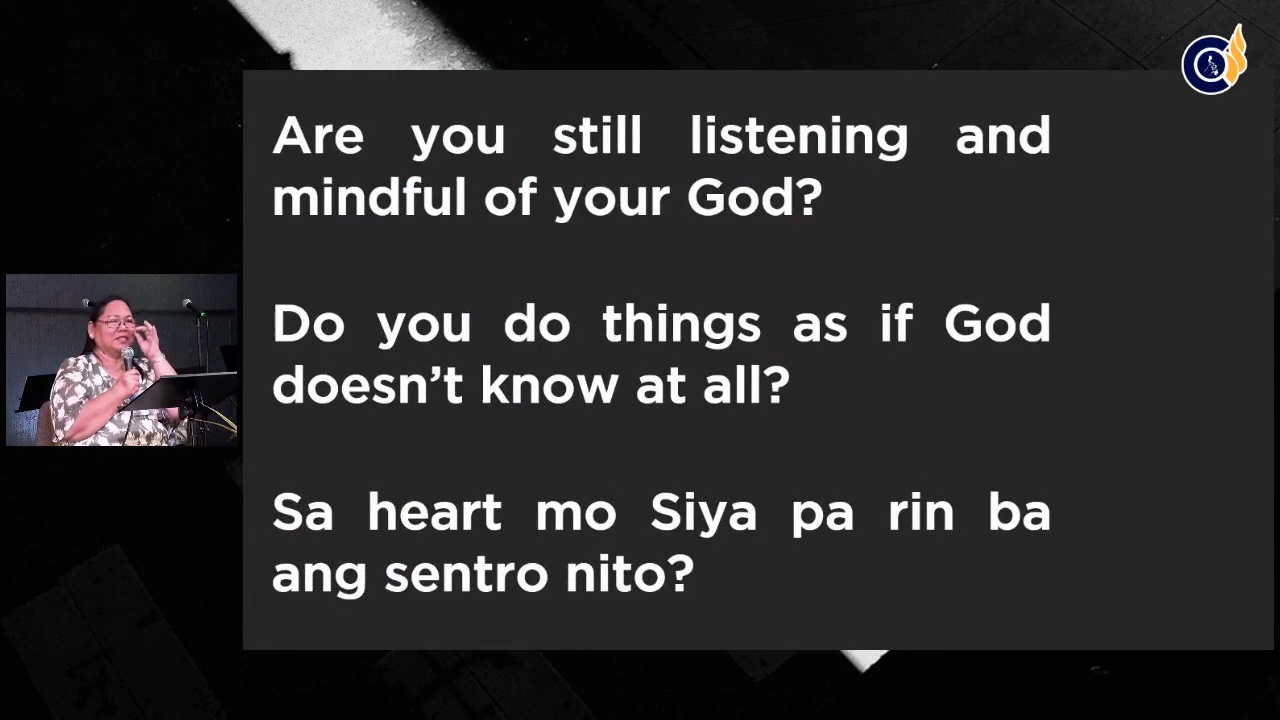 Are you still listening and
mindful of your God?
Do you do things as if God
doesn’t know at all?
Sa heart mo Siya pa rin ba
ang sentro nito?